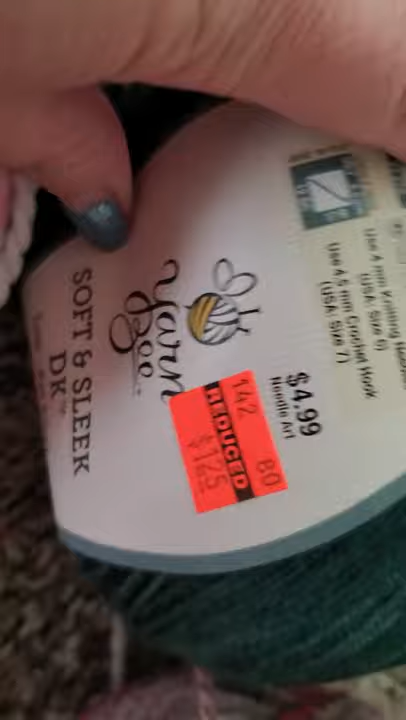 Yarn
Bee
SOFT & SLEEK
DK
$4.99
Needle Art
142
80
REDUCED
$1.25
Use 4 mm Knitting
(USA: Size 6)
Use 4.5 mm Crochet Hook
(USA: Size 7)